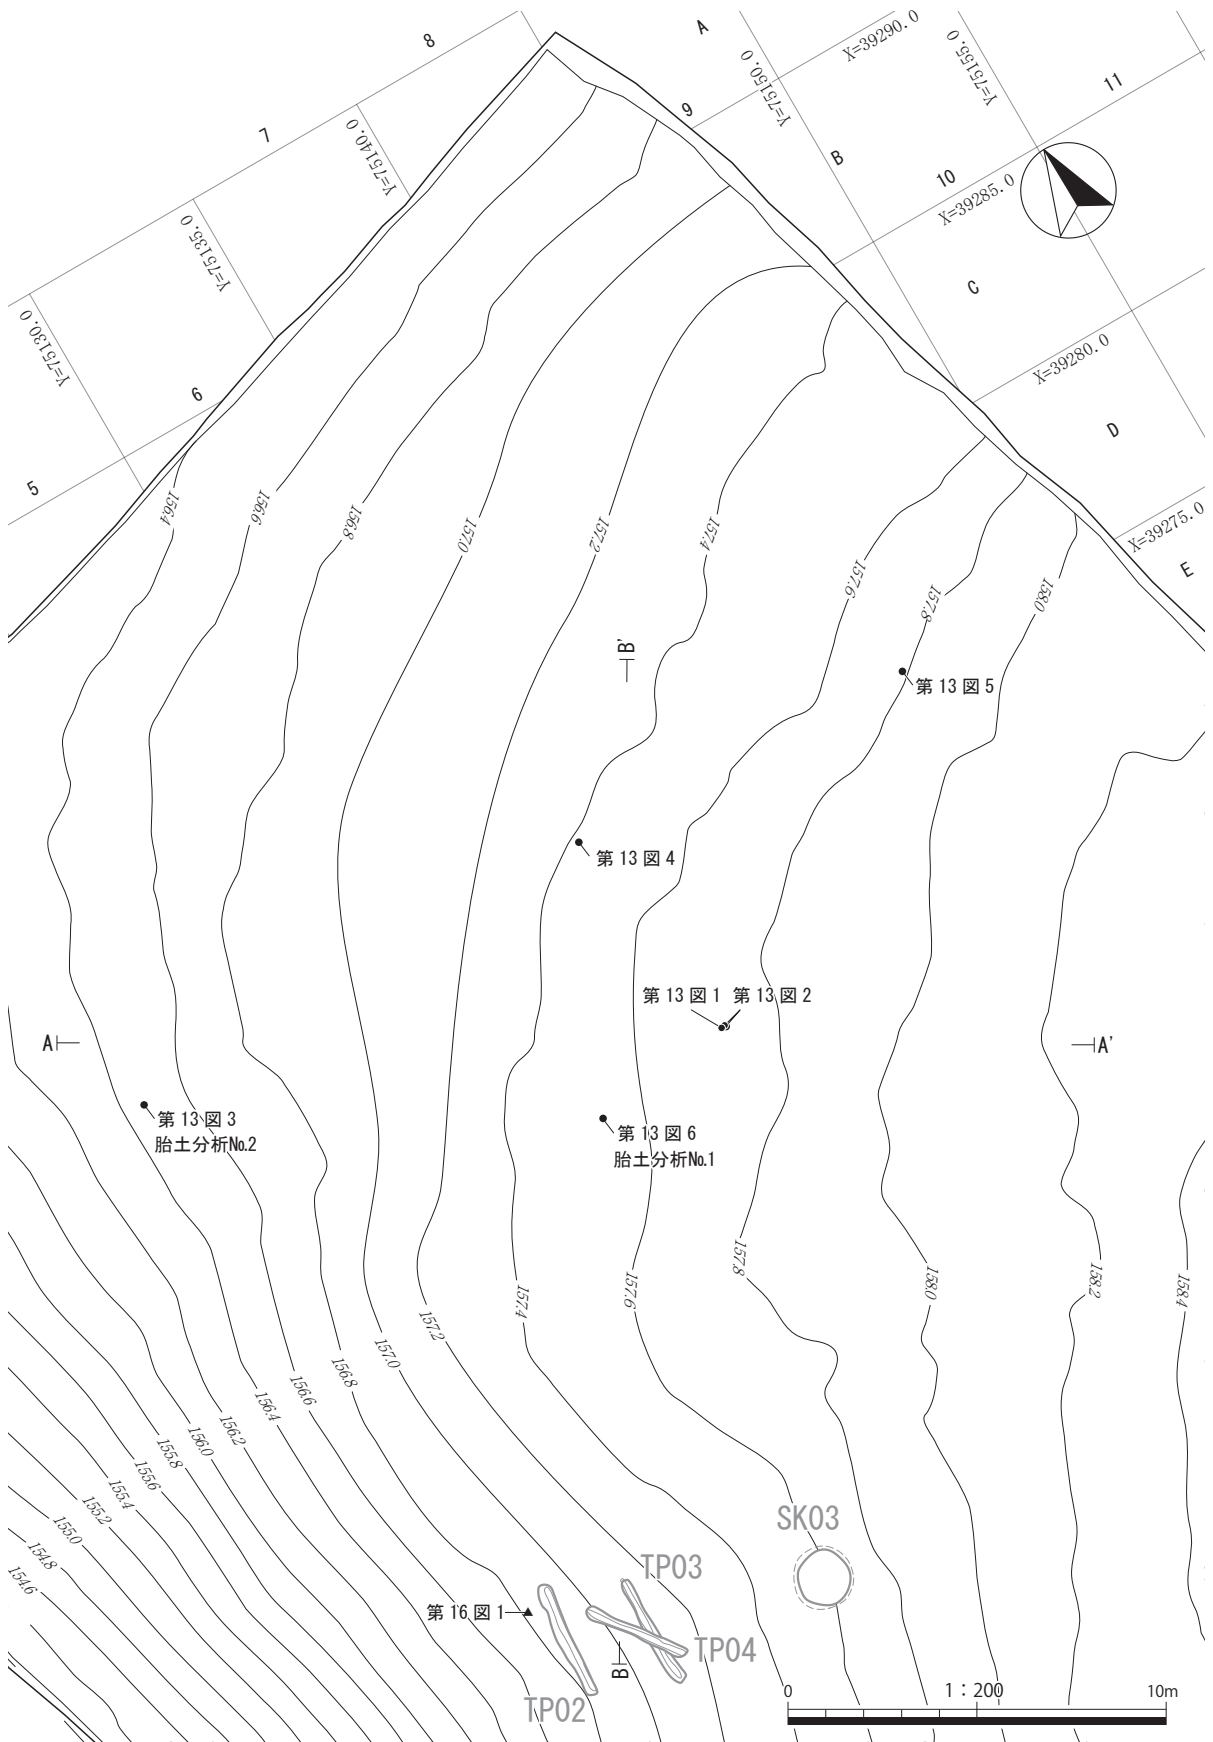 8
A
X=39290.0
Y=75155.0
11
7
Y=75140.0
9
Y=75150.0
B
10
X=39285.0
Y=75135.0
C
Y=75130.0
6
X=39280.0
D
5
156.4
156.6
156.8
157.0
157.2
157.4
157.6
157.8
158.0
X=39275.0
E
B'
第 13 図 5
第 13 図 4
第 13 図 1
第 13 図 2
A
A'
第 13 図 3
胎土分析No.2
第 13 図 6
胎土分析No.1
157.8
158.0
158.2
158.4
157.4
157.6
157.2
157.0
156.8
156.6
156.4
156.2
156.0
155.8
155.6
155.4
155.2
155.0
154.8
154.6
SK03
TP03
第 16 図 1
TP04
B
TP02
0
1：200
10m